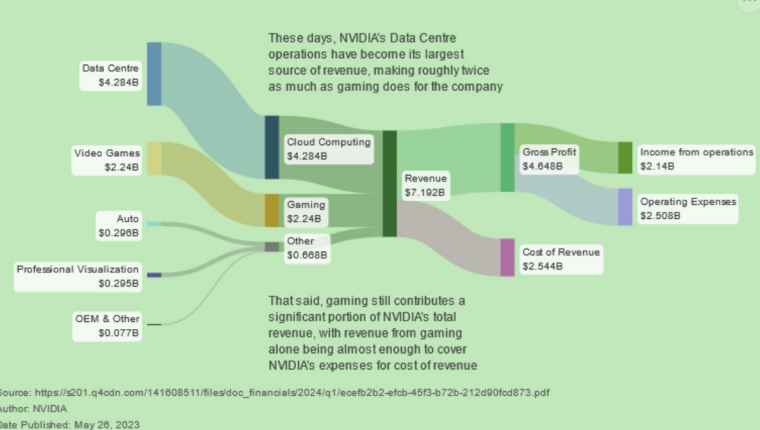 These days, NVIDIA's Data Centre
operations have become its largest
source of revenue, making roughly twice
as much as gaming does for the company
Data Centre
$4.284B
Video Games
$2.24B
Auto
$0.296B
Professional Visualization
$0.295B
OEM & Other
$0.077B
Cloud Computing
$4.284B
Gaming
$2.24B
Other
$0.668B
Revenue
$7.192B
Gross Profit
$4.648B
Cost of Revenue
$2.544B
Income from operations
$2.14B
Operating Expenses
$2.508B
That said, gaming still contributes a
significant portion of NVIDIA's total
revenue, with revenue from gaming
alone being almost enough to cover
NVIDIA's expenses for cost of revenue
Source: https://s201.q4cdn.com/141608511/files/doc_financials/2024/q1/ecefb2b2-efcb-45f3-b72b-212d90fcd873.pdf
Author: NVIDIA
Date Published: May 26, 2023